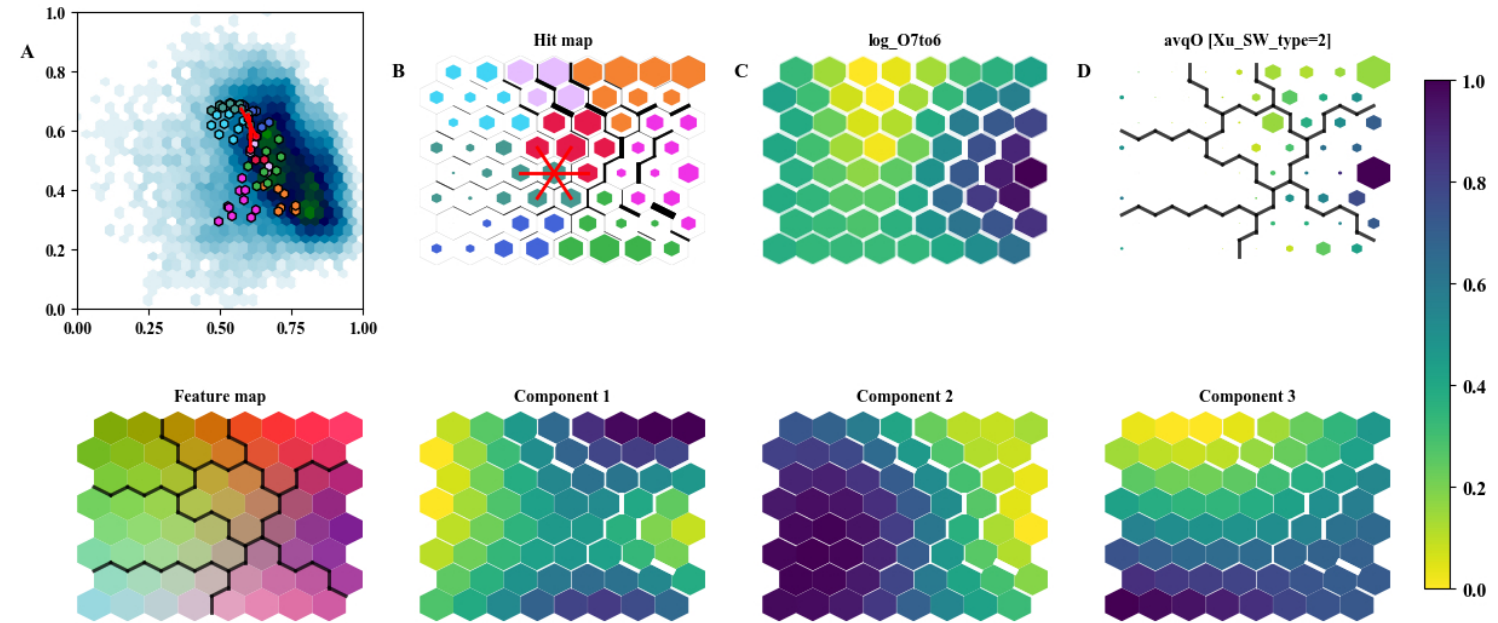 A
1.0
0.8
0.6
0.4
0.2
0.0
0.00 0.25 0.50 0.75 1.00
B
Hit map
C
log_O7to6
D
avqO [Xu_SW_type=2]
1.0
0.8
0.6
0.4
0.2
0.0
Feature map
Component 1
Component 2
Component 3